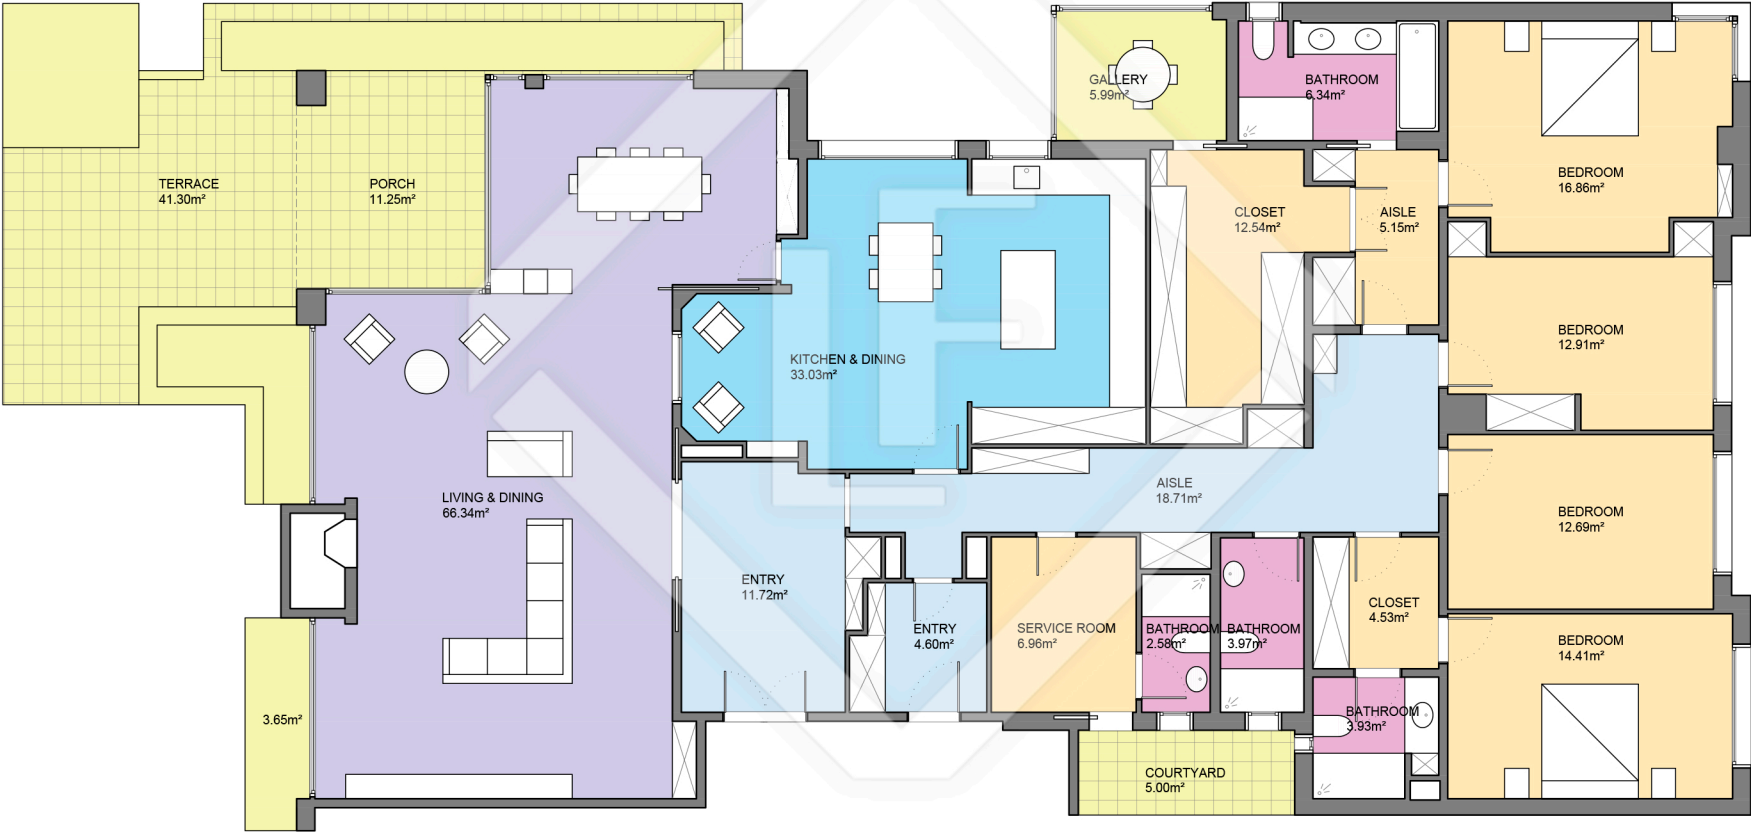 GALLERY
5.99m²
BATHROOM
6.34m²
TERRACE
41.30m²
PORCH
11.25m²
BEDROOM
16.86m²
CLOSET
12.54m²
AISLE
5.15m²
KITCHEN & DINING
33.03m²
BEDROOM
12.91m²
LIVING & DINING
66.34m²
AISLE
18.71m²
BEDROOM
12.69m²
ENTRY
11.72m²
ENTRY
4.60m²
SERVICE ROOM
6.96m²
BATHROOM
2.58m²
BATHROOM
3.97m²
CLOSET
4.53m²
BEDROOM
14.41m²
3.65m²
BATHROOM
3.93m²
COURTYARD
5.00m²